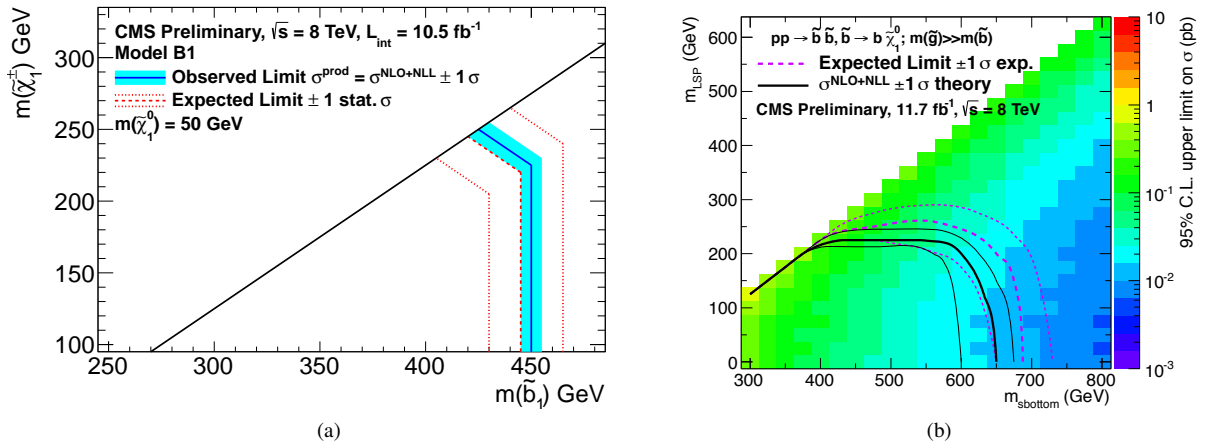 CMS Preliminary, √s = 8 TeV, L_int = 10.5 fb⁻¹
Model B1
Observed Limit σ^prod = σ^NLO+NLL ± 1 σ
Expected Limit ± 1 stat. σ
m(χ̃₁⁰) = 50 GeV
m(χ̃₁^±) GeV
300
250
200
150
100
250
300
350
400
450
m(b̃₁) GeV
(a)
pp → b̃ b̃, b̃ → b χ̃₁⁰; m(g̃)>>m(b̃)
Expected Limit ±1 σ exp.
σ^NLO+NLL ±1 σ theory
CMS Preliminary, 11.7 fb⁻¹, √s = 8 TeV
m_LSP (GeV)
600
500
400
300
200
100
0
300
400
500
600
700
800
m_sbottom (GeV)
10
1
10⁻¹
10⁻²
10⁻³
95% C.L. upper limit on σ (pb)
(b)